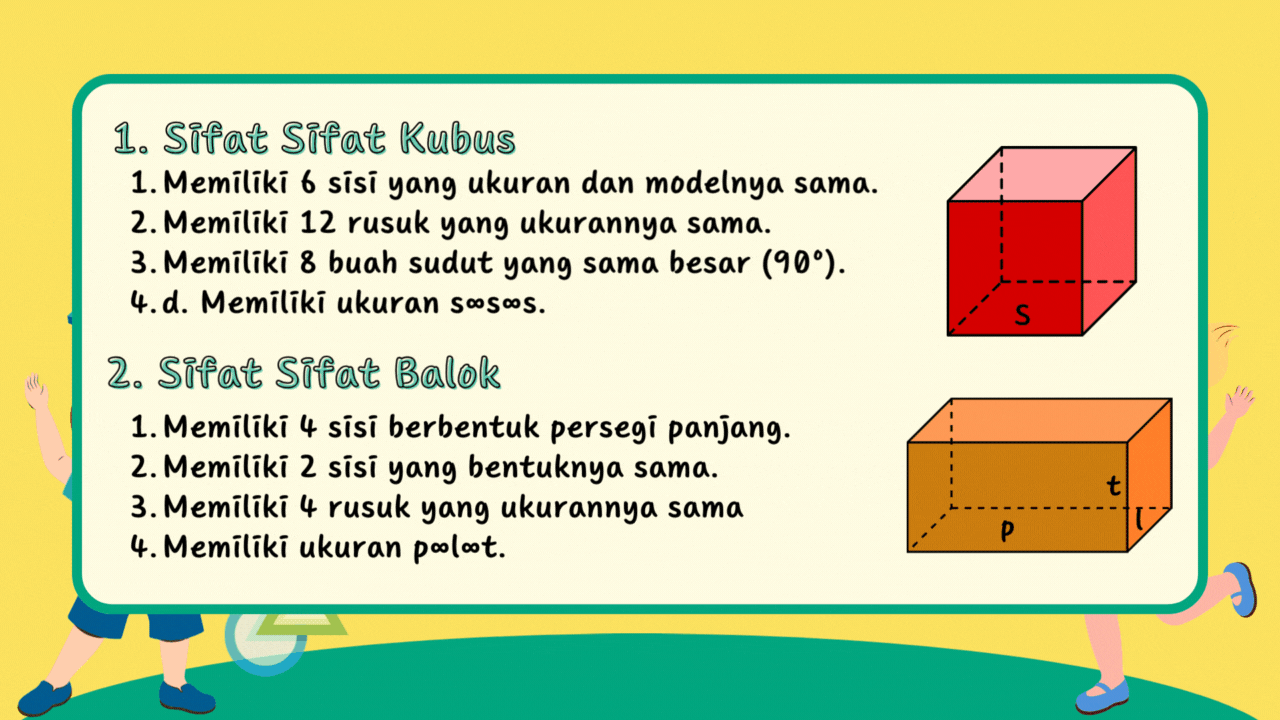 1. Sifat Sifat Kubus
1. Memiliki 6 sisi yang ukuran dan modelnya sama.
2. Memiliki 12 rusuk yang ukurannya sama.
3. Memiliki 8 buah sudut yang sama besar (90°).
4. d. Memiliki ukuran s∞s∞s.
S
2. Sifat Sifat Balok
1. Memiliki 4 sisi berbentuk persegi panjang.
2. Memiliki 2 sisi yang bentuknya sama.
3. Memiliki 4 rusuk yang ukurannya sama
4. Memiliki ukuran p∞l∞t.
t
l
p